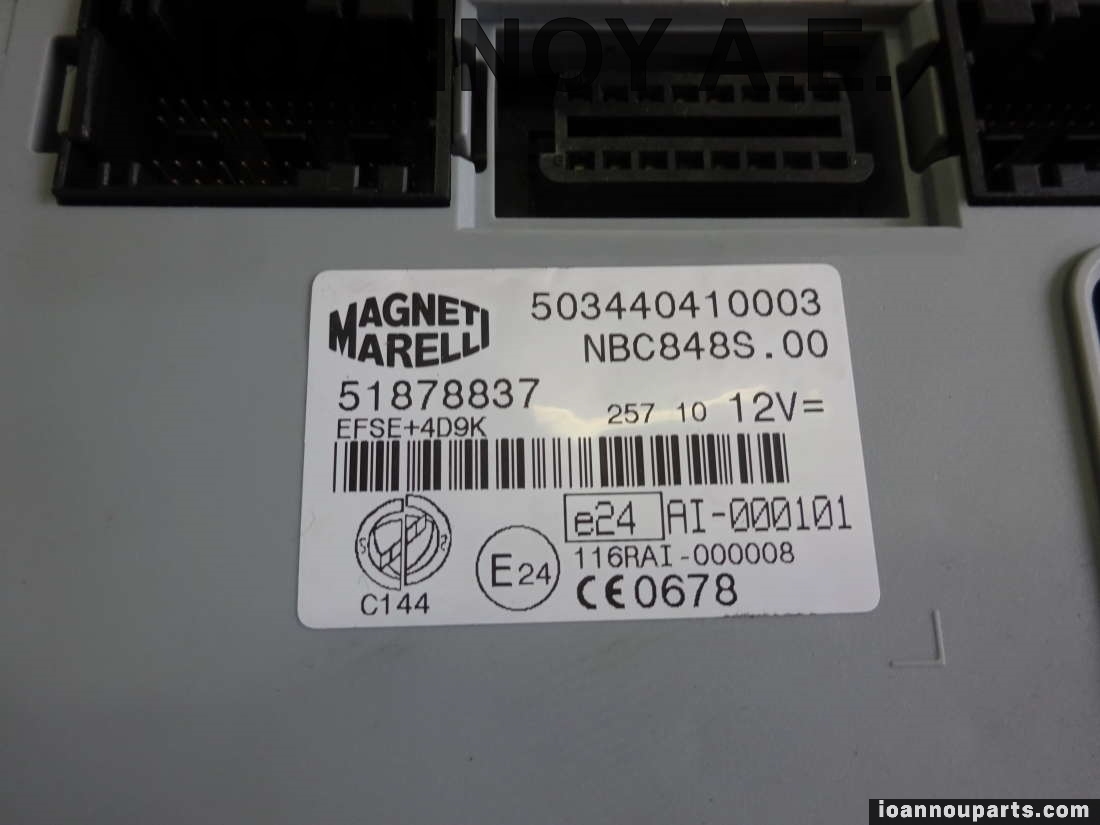 IOANNOY A.E.
MAGNETI
MARELLI
503440410003
NBC848S.00
51878837
EFSE+4D9K
257 10 12V=
e24 AI-000101
116RAI-000008
E24
CE0678
C144
ioannouparts.com